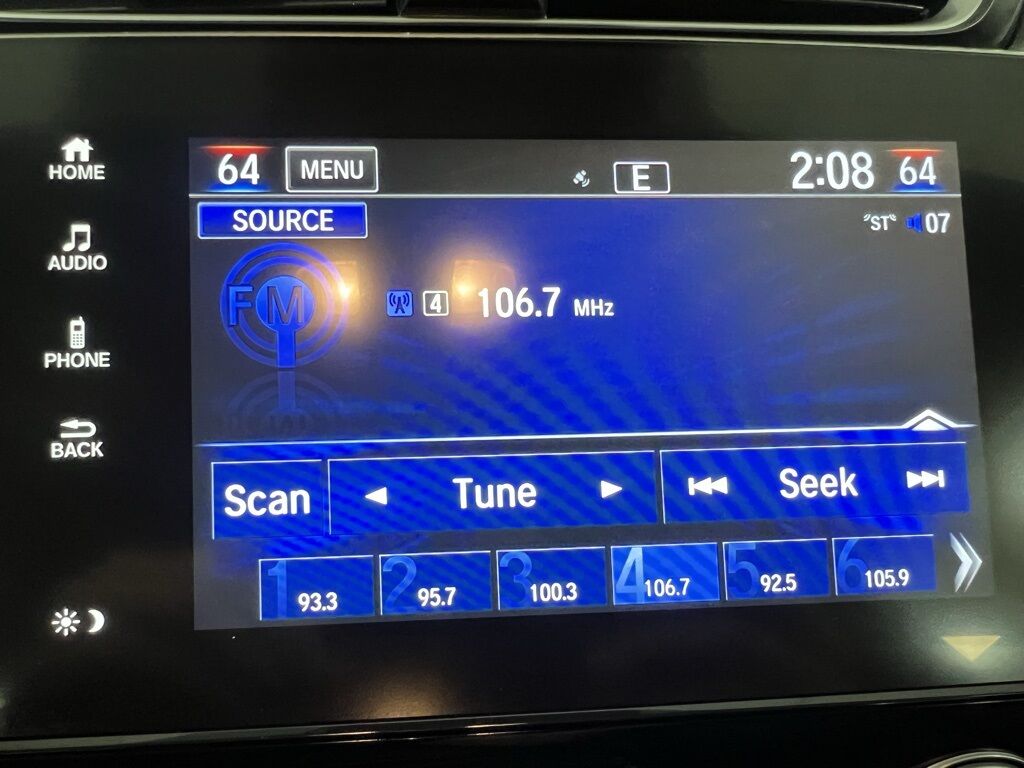 HOME
AUDIO
PHONE
BACK
64 MENU E 2:08 64
SOURCE
ST 07
FM 4 106.7 MHz
Scan Tune Seek
1 93.3 2 95.7 3 100.3 4 106.7 5 92.5 6 105.9